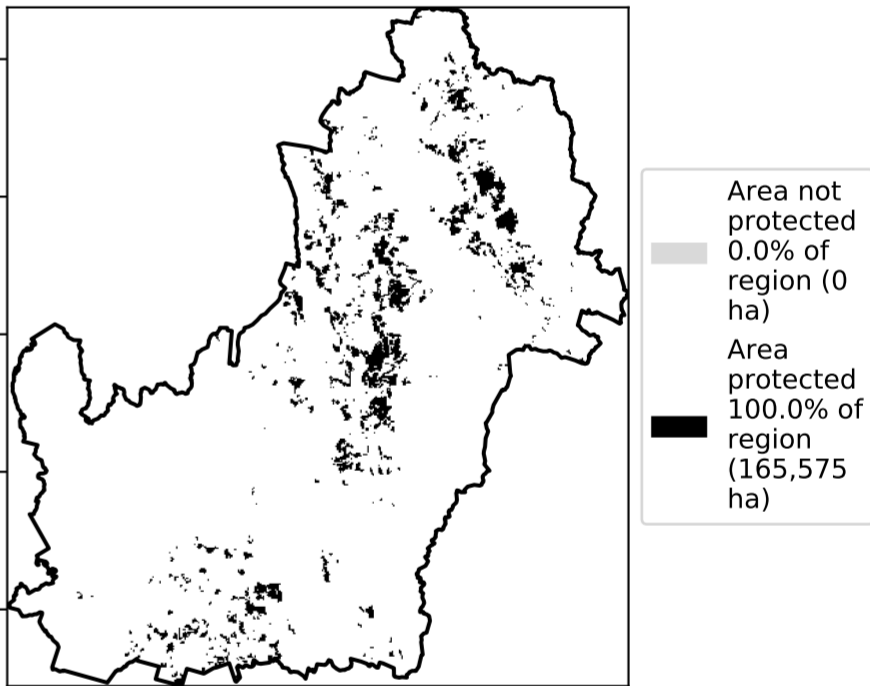 Area not
protected
0.0% of
region (0
ha)
Area
protected
100.0% of
region
(165,575
ha)